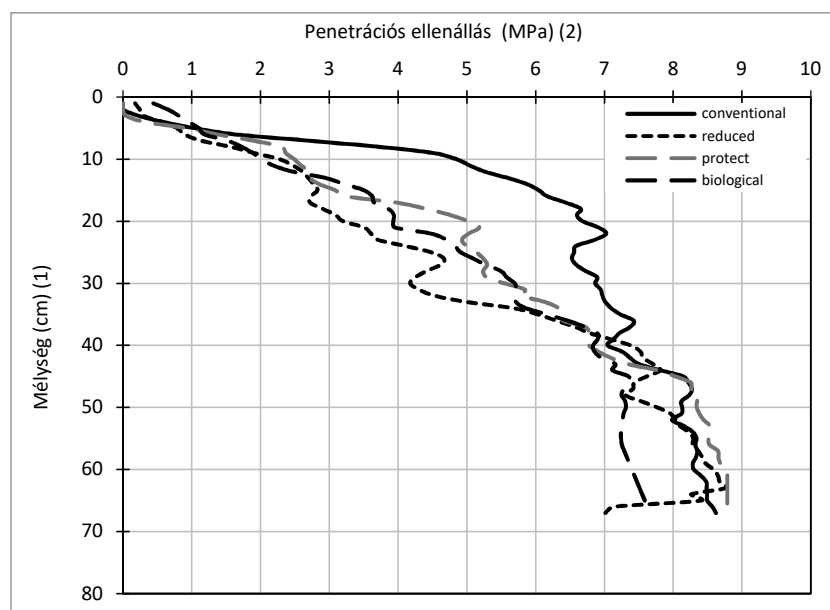 Penetrációs ellenállás (MPa) (2)
0 1 2 3 4 5 6 7 8 9 10
0
10
20
30
40
50
60
70
80
Mélység (cm) (1)
conventional
reduced
protect
biological